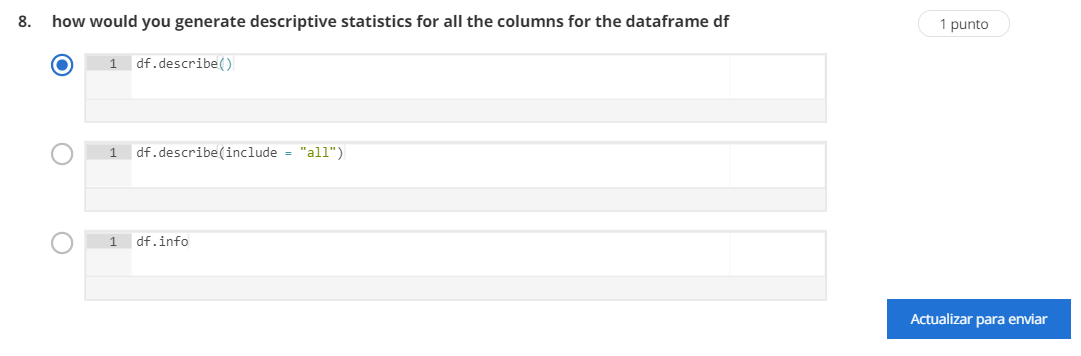 8. how would you generate descriptive statistics for all the columns for the dataframe df
1 punto
1 df.describe()
1 df.describe(include = "all")
1 df.info
Actualizar para enviar